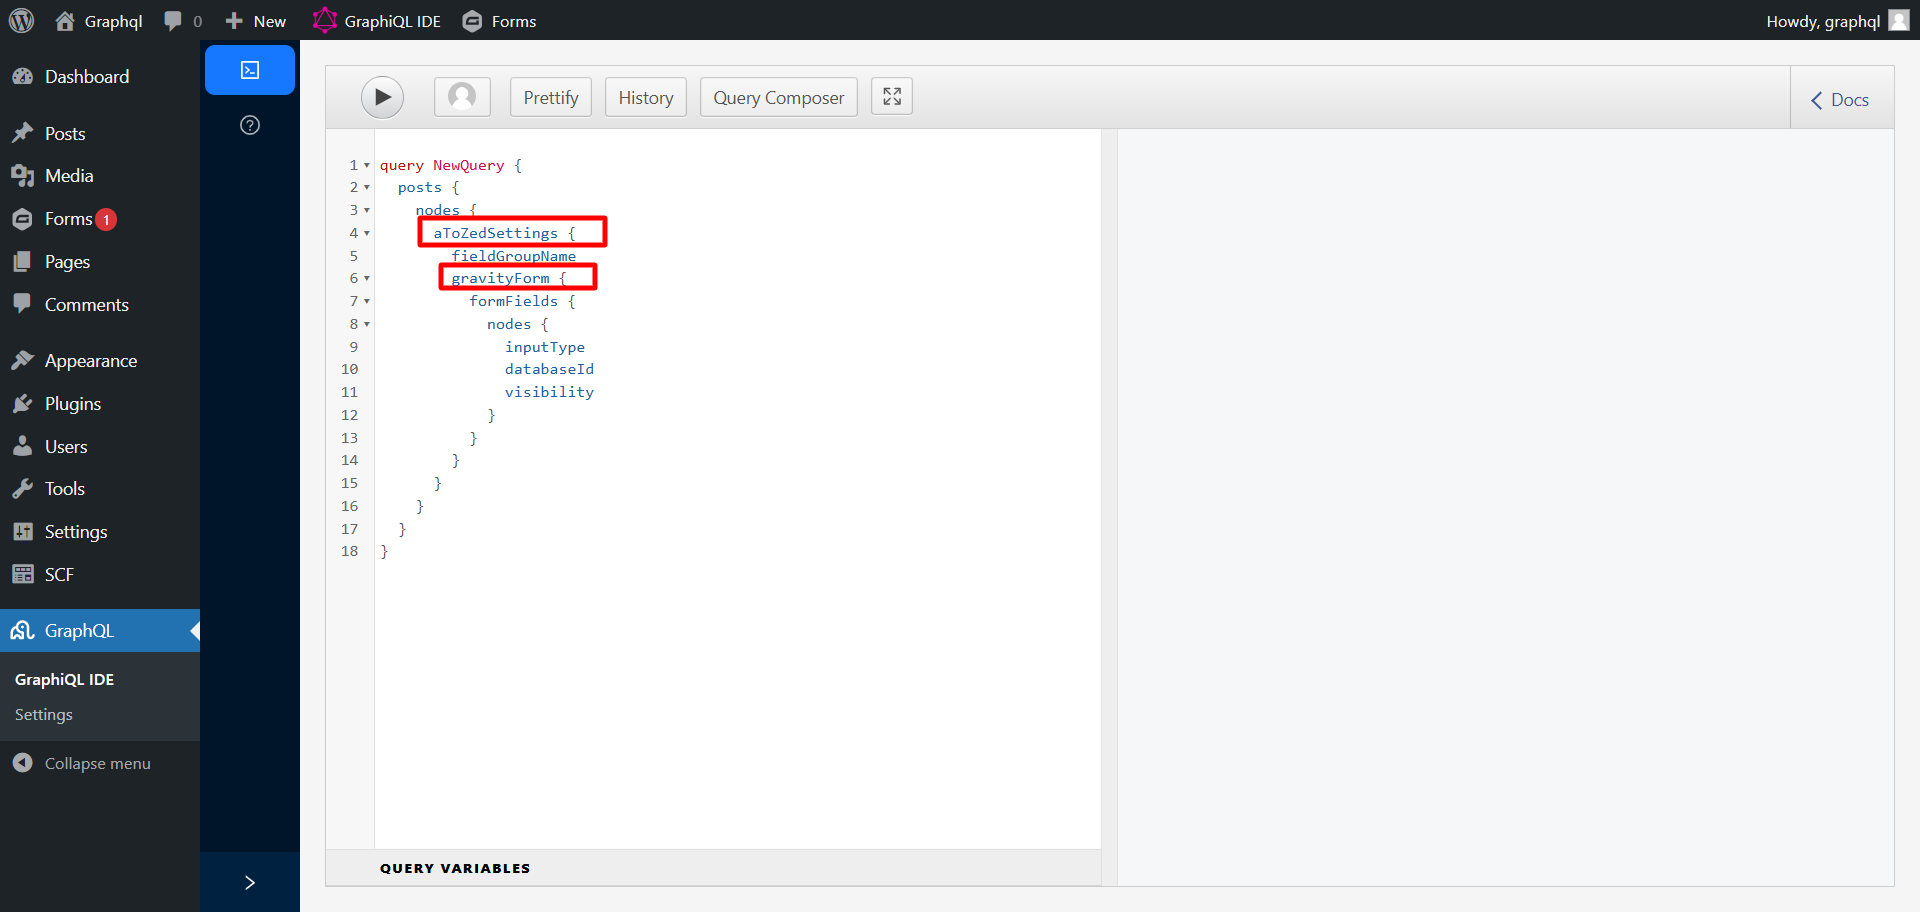 Graphql 0 New GraphiQL IDE Forms Howdy, graphql
Dashboard
Posts
Media
Forms 1
Pages
Comments
Appearance
Plugins
Users
Tools
Settings
SCF
GraphQL
GraphiQL IDE
Settings
Collapse menu
Prettify History Query Composer Docs
1 query NewQuery {
2 posts {
3 nodes {
4 aToZedSettings {
5 fieldGroupName
6 gravityForm {
7 formFields {
8 nodes {
9 inputType
10 databaseId
11 visibility
12 }
13 }
14 }
15 }
16 }
17 }
18 }
QUERY VARIABLES